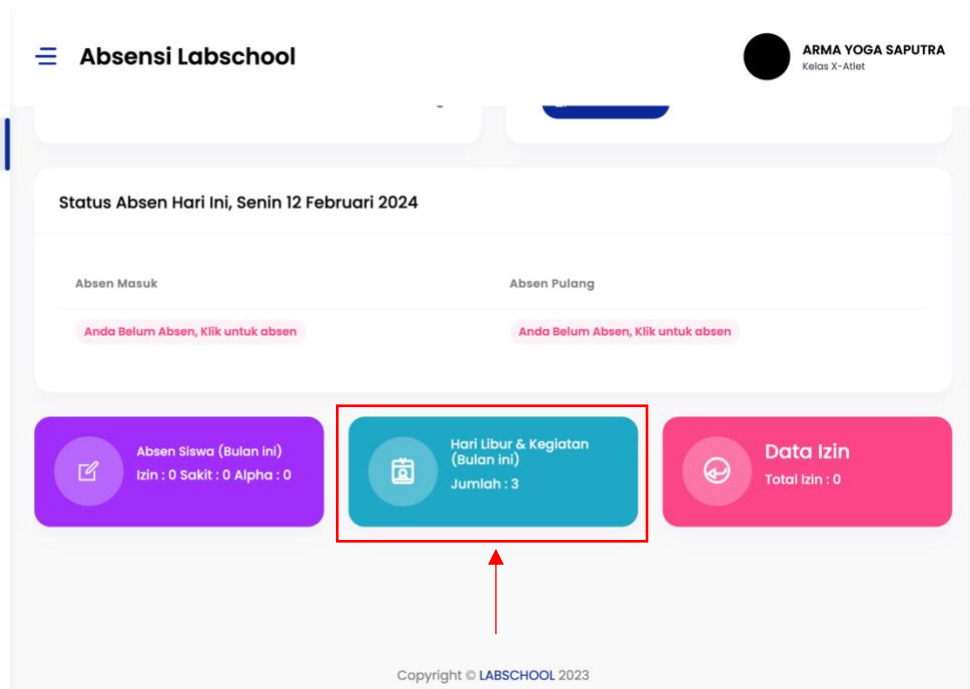 Absensi Labschool
ARMA YOGA SAPUTRA
Kelas X-Atlet
Status Absen Hari Ini, Senin 12 Februari 2024
Absen Masuk
Absen Pulang
Anda Belum Absen, Klik untuk absen
Anda Belum Absen, Klik untuk absen
Absen Siswa (Bulan ini)
Izin : 0 Sakit : 0 Alpha : 0
Hari Libur & Kegiatan
(Bulan ini)
Jumlah : 3
Data Izin
Total Izin : 0
Copyright © LABSCHOOL 2023